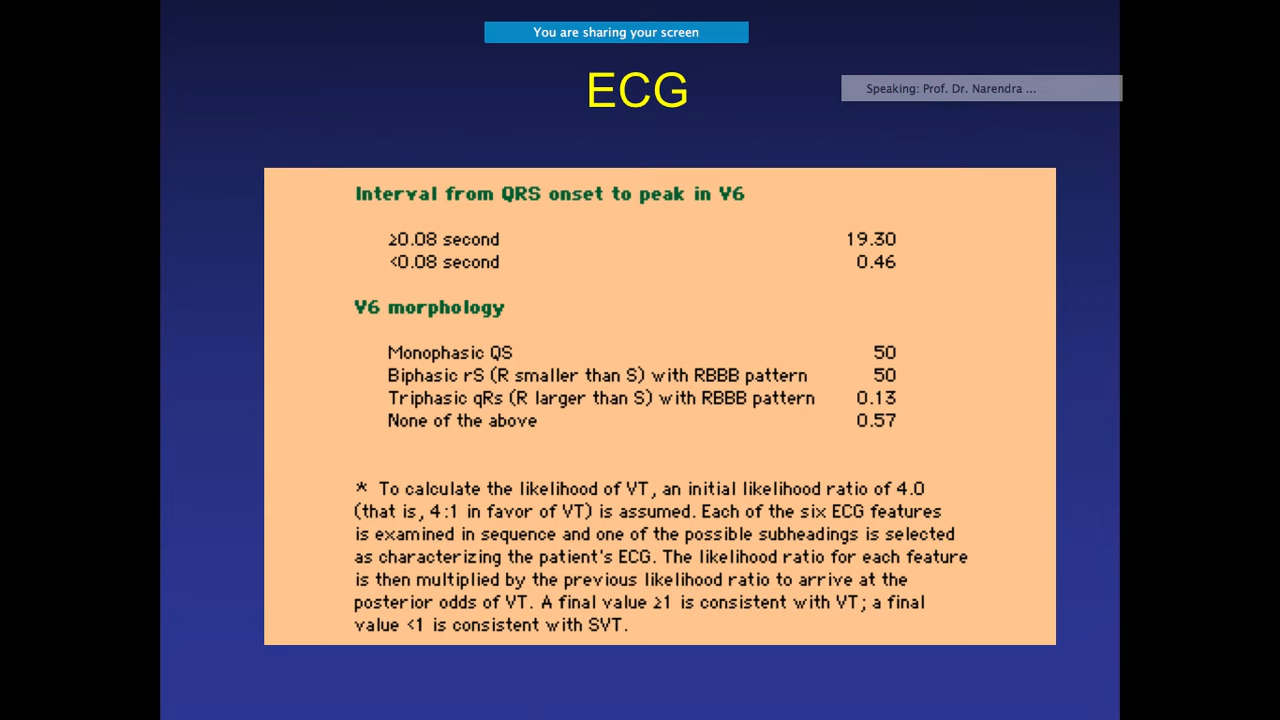 You are sharing your screen
ECG
Speaking: Prof. Dr. Narendra ...
Interval from QRS onset to peak in V6
≥0.08 second 19.30
<0.08 second 0.46
V6 morphology
Monophasic QS 50
Biphasic rS (R smaller than S) with RBBB pattern 50
Triphasic qRs (R larger than S) with RBBB pattern 0.13
None of the above 0.57
* To calculate the likelihood of VT, an initial likelihood ratio of 4.0
(that is, 4:1 in favor of VT) is assumed. Each of the six ECG features
is examined in sequence and one of the possible subheadings is selected
as characterizing the patient's ECG. The likelihood ratio for each feature
is then multiplied by the previous likelihood ratio to arrive at the
posterior odds of VT. A final value ≥1 is consistent with VT; a final
value <1 is consistent with SVT.